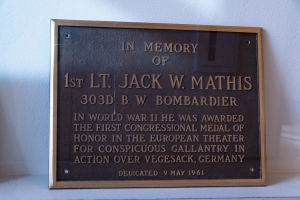 IN MEMORY
OF
1ST LT. JACK W. MATHIS
303D B W BOMBARDIER
IN WORLD WAR II HE WAS AWARDED
THE FIRST CONGRESSIONAL MEDAL OF
HONOR IN THE EUROPEAN THEATER
FOR CONSPICUOUS GALLANTRY IN
ACTION OVER VEGESACK, GERMANY
DEDICATED 9 MAY 1961